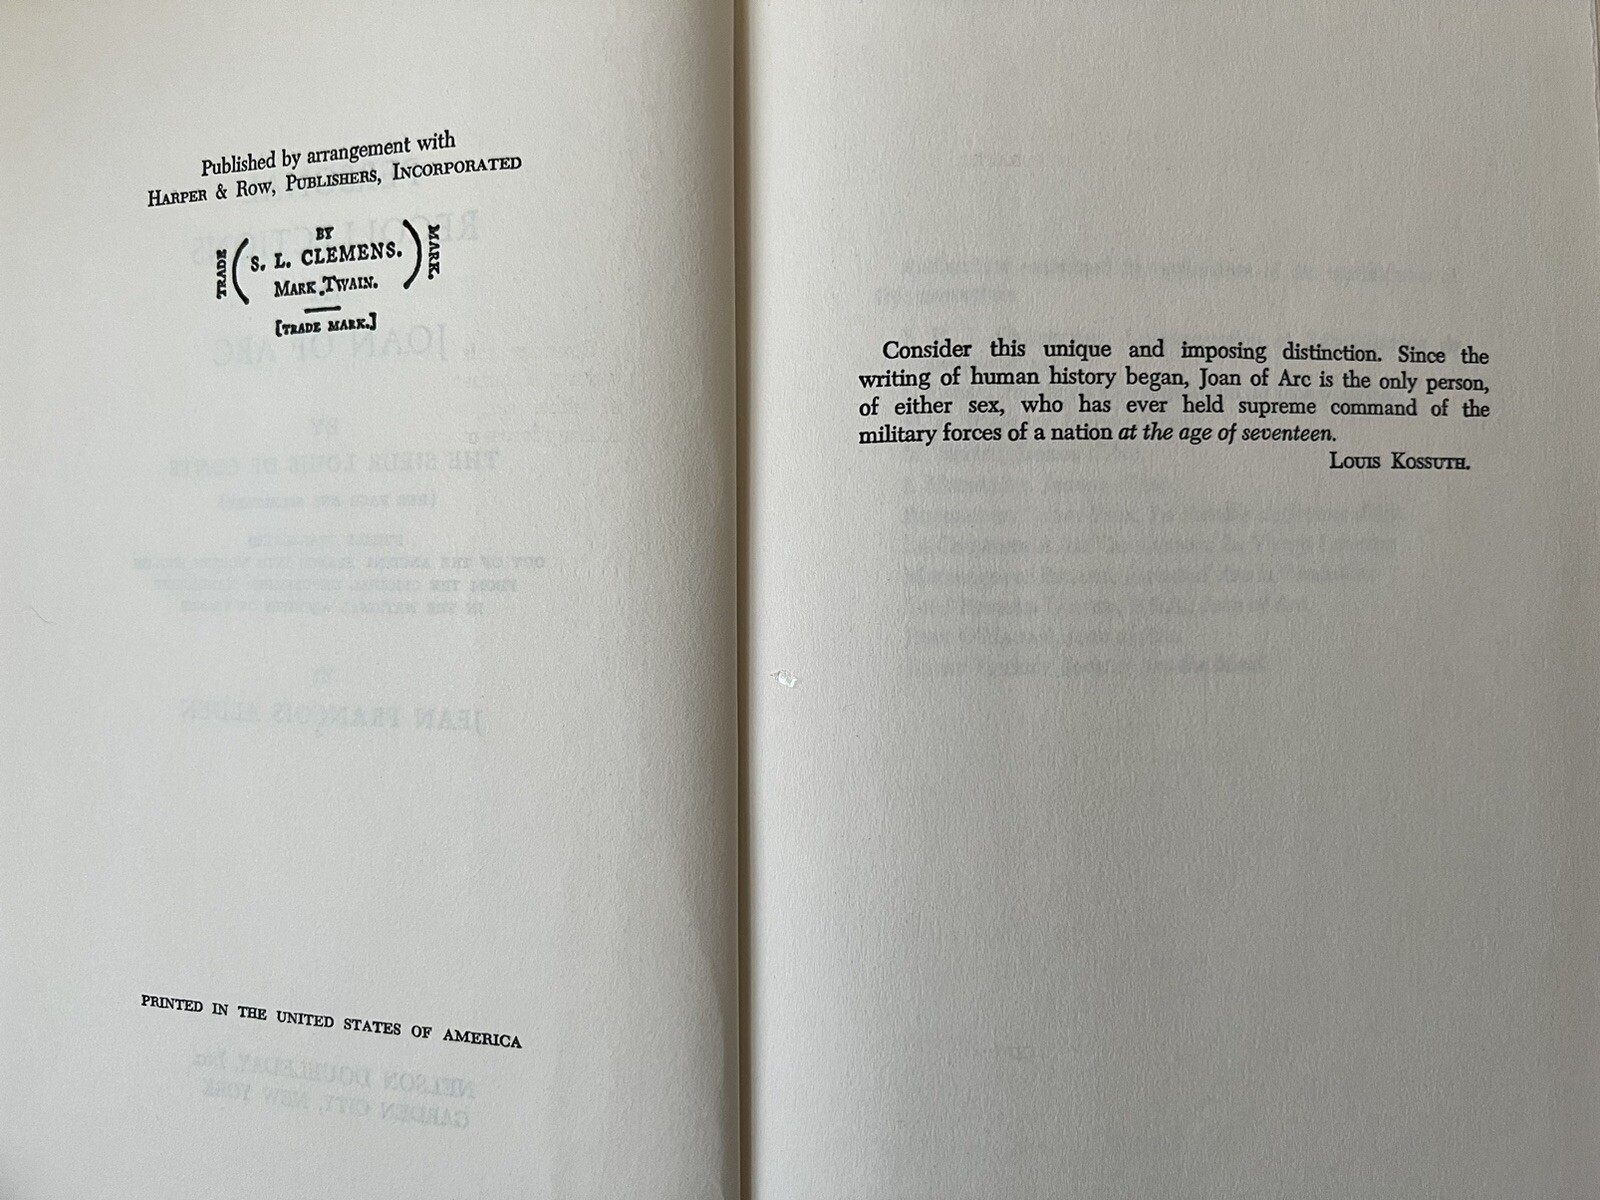 Published by arrangement with
HARPER & ROW, PUBLISHERS, INCORPORATED
BY
TRADE (S. L. CLEMENS.) MARK.
MARK TWAIN.
[TRADE MARK.]
PRINTED IN THE UNITED STATES OF AMERICA
Consider this unique and imposing distinction. Since the
writing of human history began, Joan of Arc is the only person,
of either sex, who has ever held supreme command of the
military forces of a nation at the age of seventeen.
LOUIS KOSSUTH.